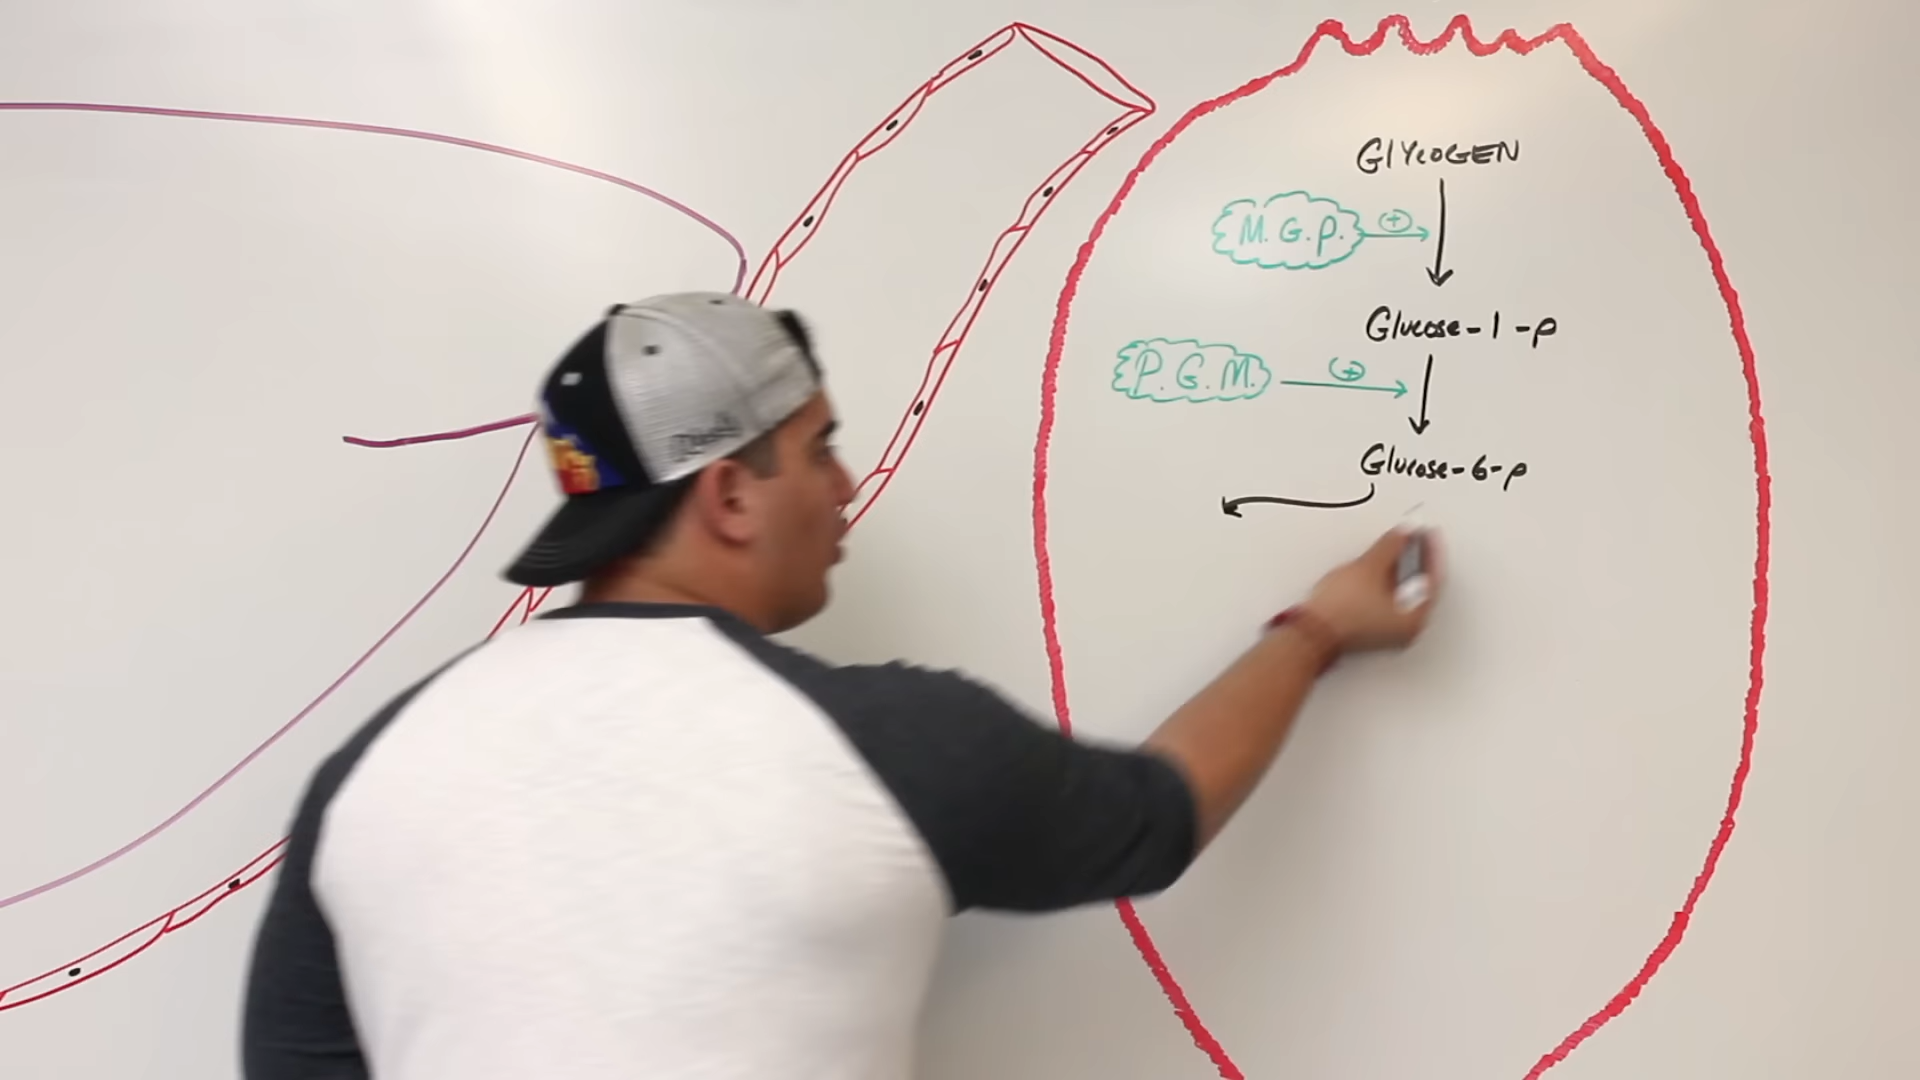 GlYcoGEN
M. G. P. (+)
Glucose-1-P
P. G. M. (+)
Glucose-6-P